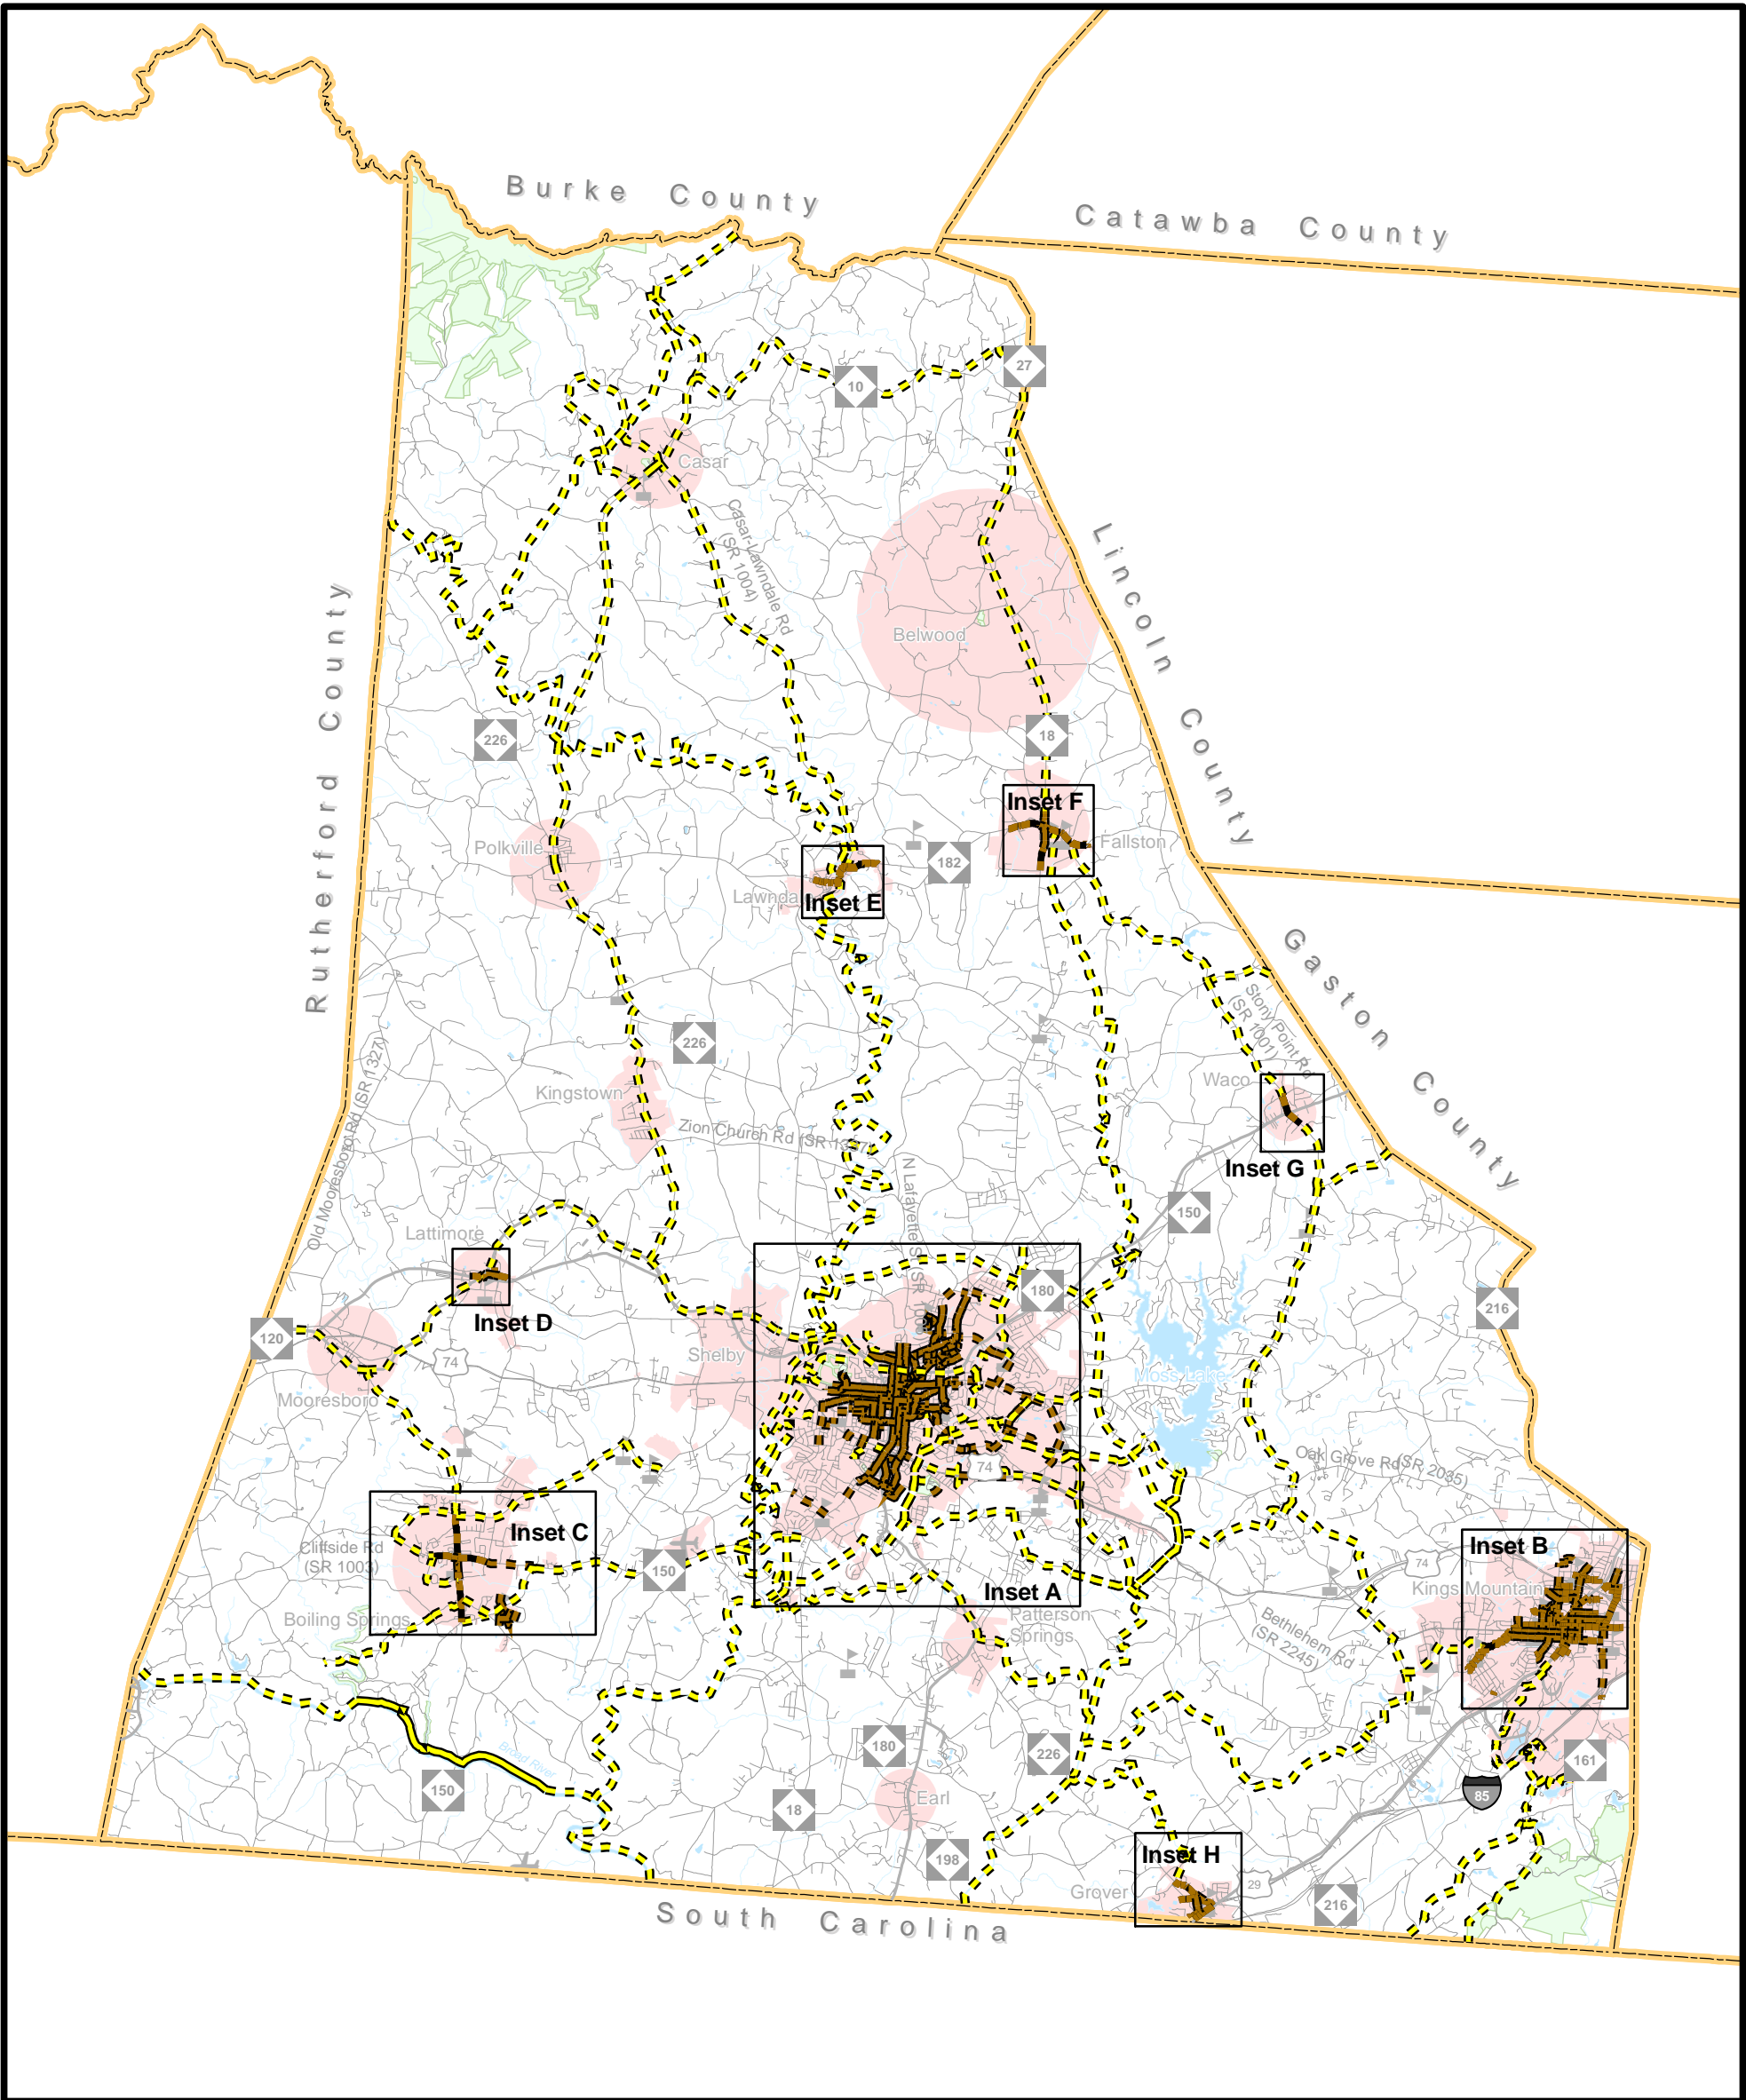 Burke County
Catawba County
27
10
Casar
Casar-Lawndale Rd
(SR 1004)
Lincoln County
Belwood
Rutherford County
226
18
Inset F
Fallston
Polkville
182
Inset E
Gaston County
Stony Point Rd
(SR 1001)
226
Waco
Kingstown
Old Mooresboro Rd (SR 1327)
Zion Church Rd (SR 1337)
N Lafayette St (SR
Inset G
150
Lattimore
180
216
Inset D
120
74
Shelby
Moss Lake
Mooresboro
Oak Grove Rd (SR 2035)
74
Inset C
Cliffside Rd
(SR 1003)
Inset B
74
150
Kings Mountain
Inset A
Boiling Springs
Patterson
Springs
Bethlehem Rd
(SR 2245)
Broad River
180
226
161
150
85
18
Earl
198
Inset H
Grover
29
216
South Carolina